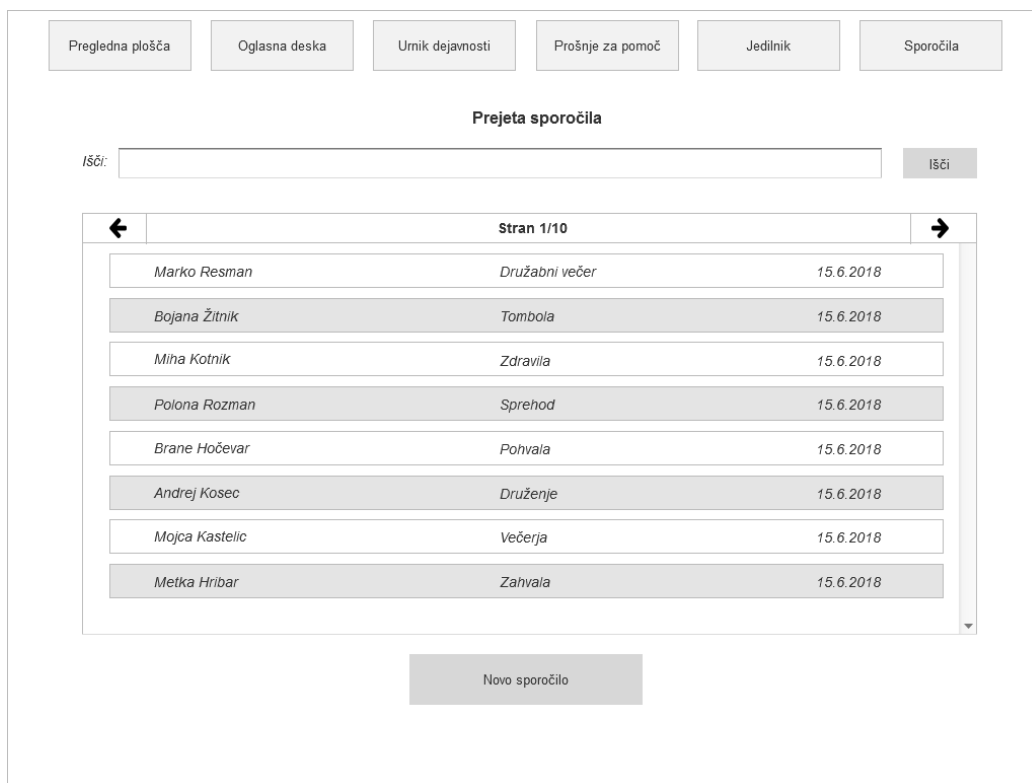 Pregledna plošča Oglasna deska Urnik dejavnosti Prošnje za pomoč Jedilnik Sporočila
Prejeta sporočila
Išči: Išči
Stran 1/10
Marko Resman Družabni večer 15.6.2018
Bojana Žitnik Tombola 15.6.2018
Miha Kotnik Zdravila 15.6.2018
Polona Rozman Sprehod 15.6.2018
Brane Hočevar Pohvala 15.6.2018
Andrej Kosec Druženje 15.6.2018
Mojca Kastelic Večerja 15.6.2018
Metka Hribar Zahvala 15.6.2018
Novo sporočilo